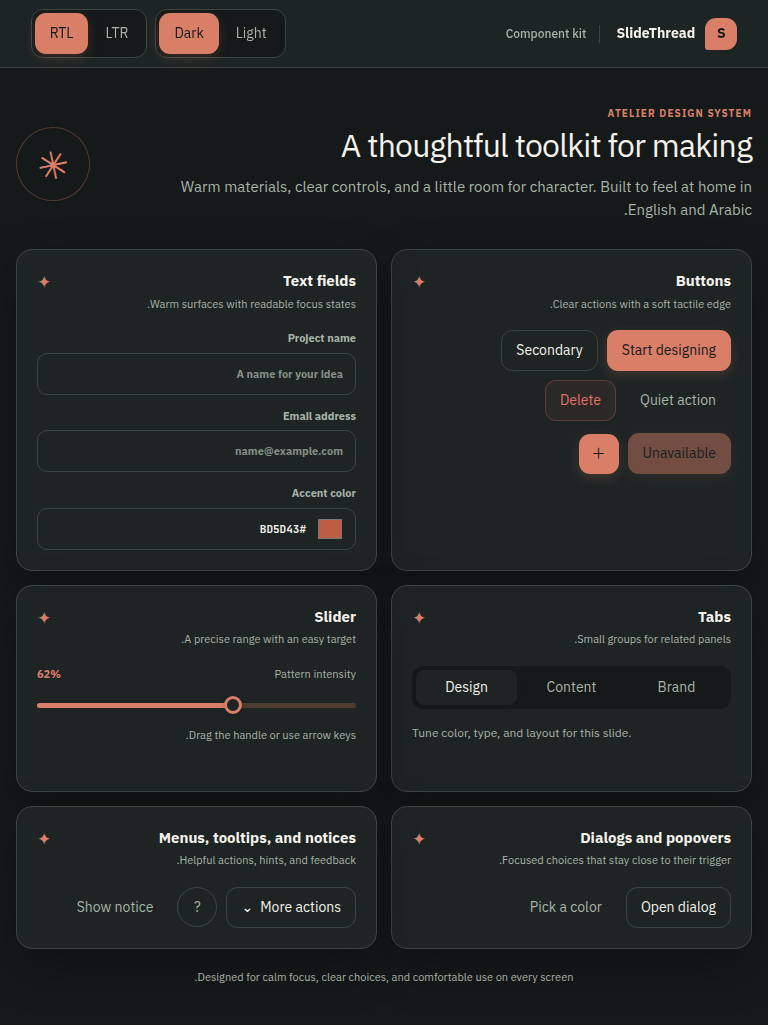 S
SlideThread
Component kit
Light
Dark
LTR
RTL
ATELIER DESIGN SYSTEM
A thoughtful toolkit for making
Warm materials, clear controls, and a little room for character. Built to feel at home in
.English and Arabic
Buttons
.Clear actions with a soft tactile edge
Start designing
Secondary
Quiet action
Delete
Unavailable
+
Text fields
.Warm surfaces with readable focus states
Project name
A name for your idea
Email address
name@example.com
Accent color
BD5D43#
Tabs
.Small groups for related panels
Brand
Content
Design
Tune color, type, and layout for this slide.
Slider
.A precise range with an easy target
Pattern intensity
62%
.Drag the handle or use arrow keys
Dialogs and popovers
.Focused choices that stay close to their trigger
Open dialog
Pick a color
Menus, tooltips, and notices
.Helpful actions, hints, and feedback
More actions
?
Show notice
.Designed for calm focus, clear choices, and comfortable use on every screen